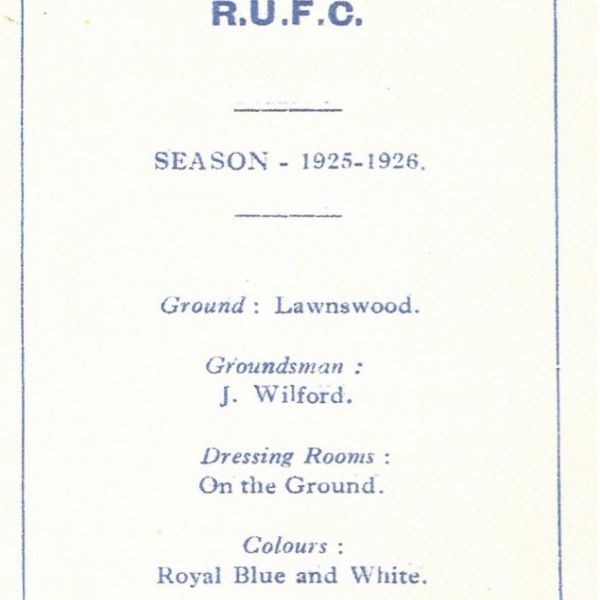 R.U.F.C.
SEASON - 1925-1926.
Ground : Lawnswood.
Groundsman :
J. Wilford.
Dressing Rooms :
On the Ground.
Colours :
Royal Blue and White.